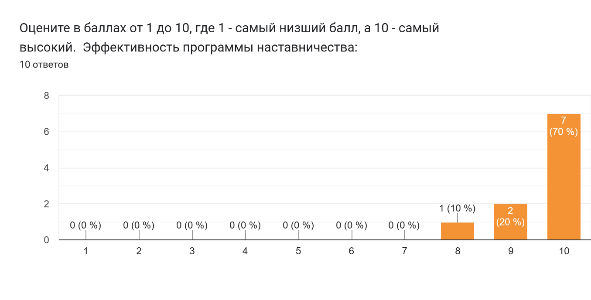 Оцените в баллах от 1 до 10, где 1 - самый низший балл, а 10 - самый
высокий.  Эффективность программы наставничества:
10 ответов
8
6
4
2
0
0 (0 %)
0 (0 %)
0 (0 %)
0 (0 %)
0 (0 %)
0 (0 %)
0 (0 %)
1 (10 %)
2
(20 %)
7
(70 %)
1
2
3
4
5
6
7
8
9
10